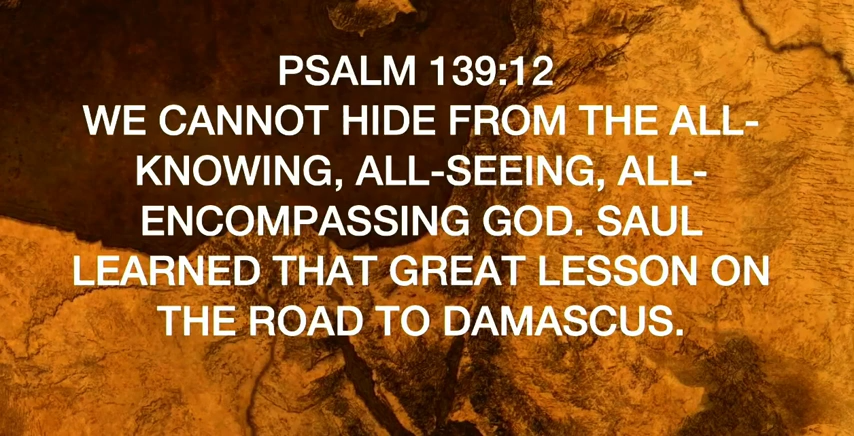 PSALM 139:12
WE CANNOT HIDE FROM THE ALL-
KNOWING, ALL-SEEING, ALL-
ENCOMPASSING GOD. SAUL
LEARNED THAT GREAT LESSON ON
THE ROAD TO DAMASCUS.